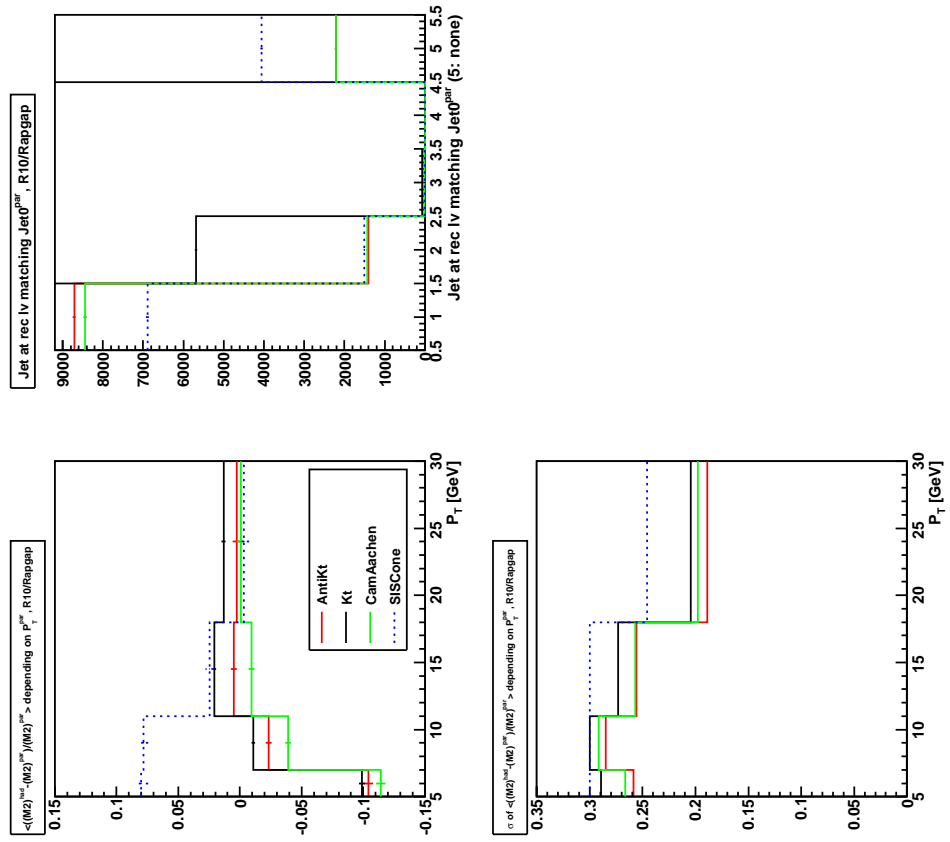 <((M2)^had-(M2)^par)/(M2)^par > depending on P_T^par, R10/Rapgap
0.15
0.1
0.05
0
-0.05
-0.1
-0.15
5 10 15 20 25 30
P_T [GeV]
AntiKt
Kt
CamAachen
SISCone
Jet at rec lv matching Jet0^par, R10/Rapgap
9000
8000
7000
6000
5000
4000
3000
2000
1000
0
0.5 1 1.5 2 2.5 3 3.5 4 4.5 5 5.5
Jet at rec lv matching Jet0^par (5: none)
σ of <((M2)^had-(M2)^par)/(M2)^par > depending on P_T^par, R10/Rapgap
0.35
0.3
0.25
0.2
0.15
0.1
0.05
0
5 10 15 20 25 30
P_T [GeV]